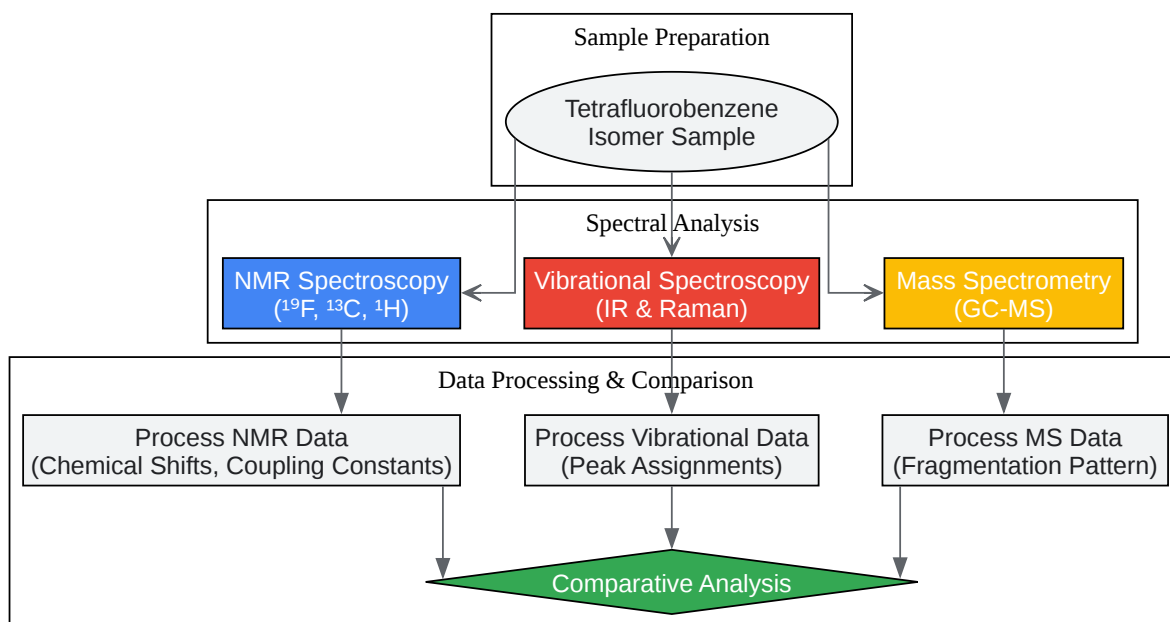 Sample Preparation
Tetrafluorobenzene
Isomer Sample
Spectral Analysis
NMR Spectroscopy
(¹⁹F, ¹³C, ¹H)
Vibrational Spectroscopy
(IR & Raman)
Mass Spectrometry
(GC-MS)
Data Processing & Comparison
Process NMR Data
(Chemical Shifts, Coupling Constants)
Process Vibrational Data
(Peak Assignments)
Process MS Data
(Fragmentation Pattern)
Comparative Analysis